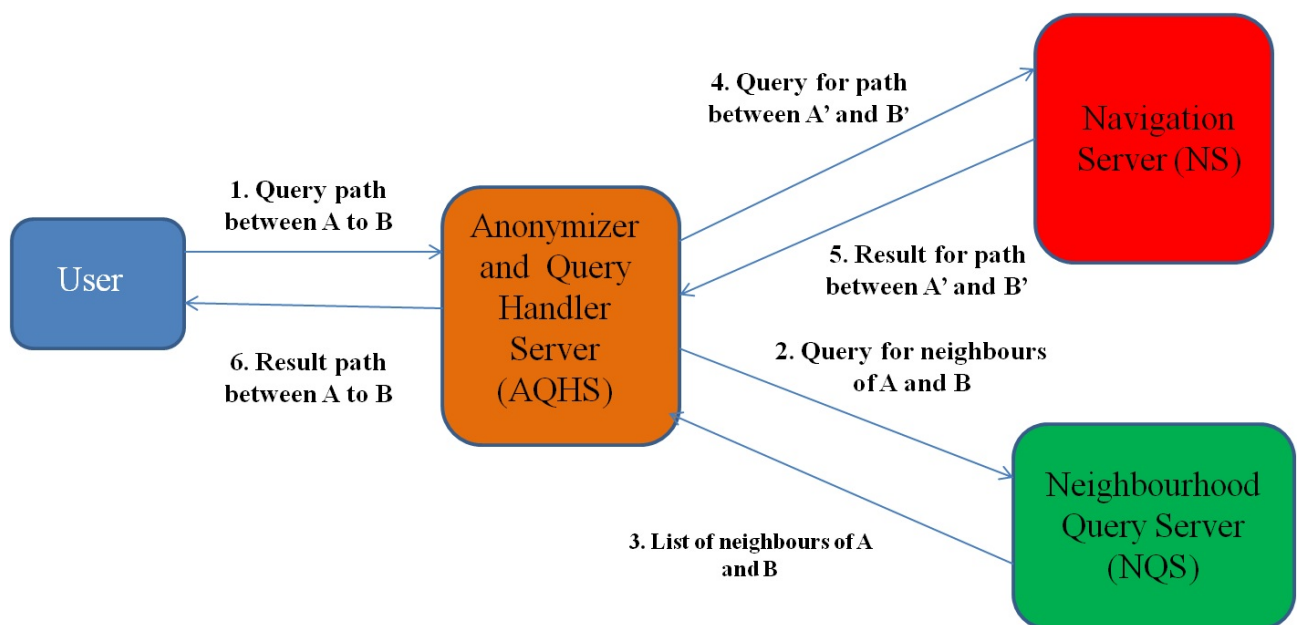 1. Query path
between A to B
User
6. Result path
between A to B
Anonymizer
and Query
Handler
Server
(AQHS)
4. Query for path
between A’ and B’
Navigation
Server (NS)
5. Result for path
between A’ and B’
2. Query for neighbours
of A and B
3. List of neighbours of A
and B
Neighbourhood
Query Server
(NQS)